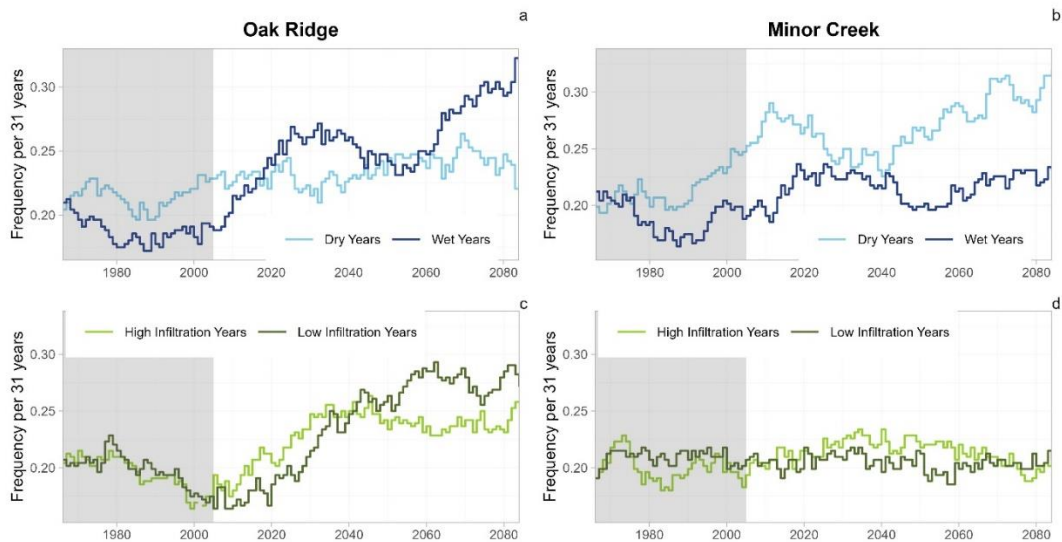 a
Oak Ridge
Frequency per 31 years
0.30
0.25
0.20
Dry Years Wet Years
1980 2000 2020 2040 2060 2080
b
Minor Creek
Frequency per 31 years
0.30
0.25
0.20
Dry Years Wet Years
1980 2000 2020 2040 2060 2080
c
High Infiltration Years Low Infiltration Years
Frequency per 31 years
0.30
0.25
0.20
1980 2000 2020 2040 2060 2080
d
High Infiltration Years Low Infiltration Years
Frequency per 31 years
0.30
0.25
0.20
1980 2000 2020 2040 2060 2080